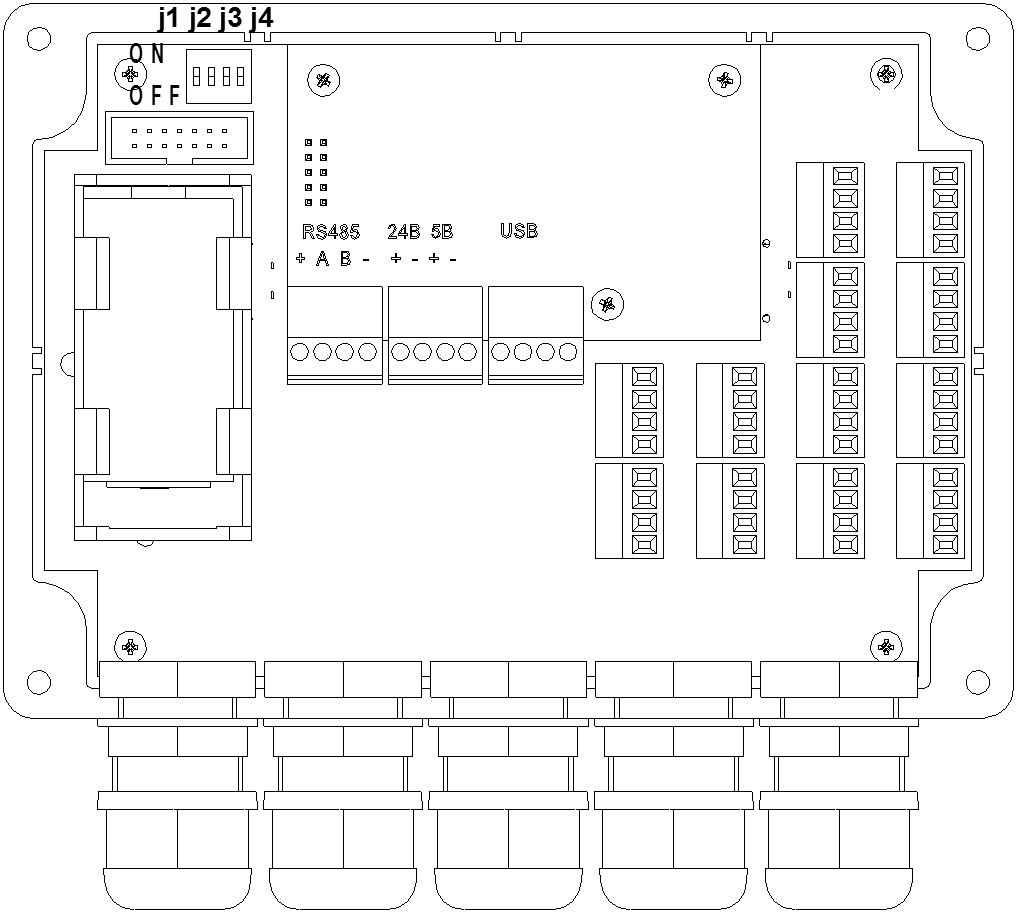 j1 j2 j3 j4
ON
OFF
RS485 24В 5В USB
+ A B - + - + -